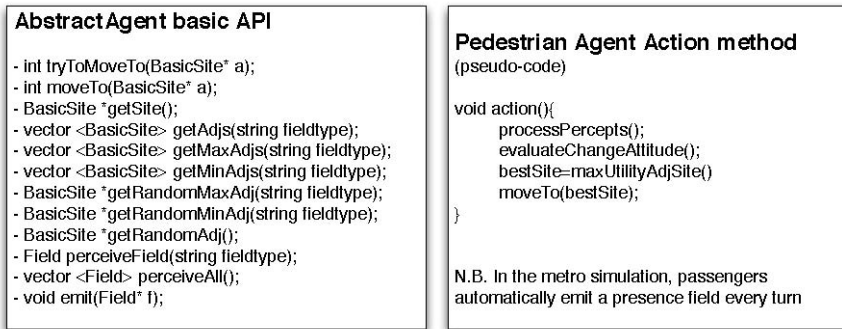 AbstractAgent basic API
- int tryToMoveTo(BasicSite* a);
- int moveTo(BasicSite* a);
- BasicSite *getSite();
- vector <BasicSite> getAdjs(string fieldtype);
- vector <BasicSite> getMaxAdjs(string fieldtype);
- vector <BasicSite> getMinAdjs(string fieldtype);
- BasicSite *getRandomMaxAdj(string fieldtype);
- BasicSite *getRandomMinAdj(string fieldtype);
- BasicSite *getRandomAdj();
- Field perceiveField(string fieldtype);
- vector <Field> perceiveAll();
- void emit(Field* f);
Pedestrian Agent Action method
(pseudo-code)
void action(){
processPercepts();
evaluateChangeAttitude();
bestSite=maxUtilityAdjSite()
moveTo(bestSite);
}
N.B. In the metro simulation, passengers
automatically emit a presence field every turn